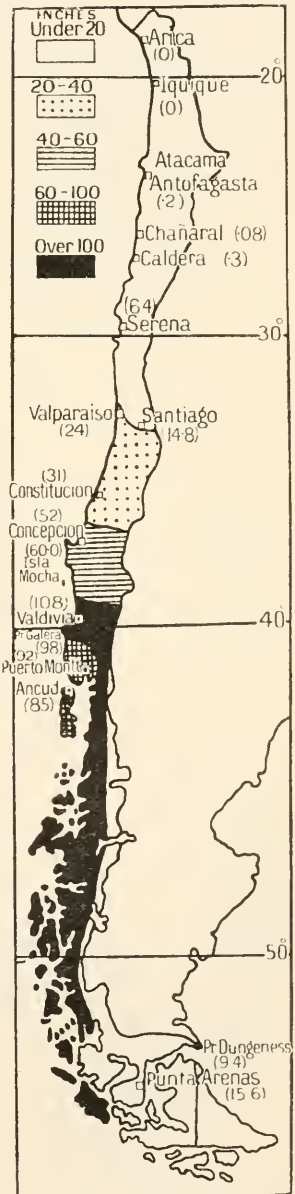 INCHES
Under 20
20-40
40-60
60-100
Over 100
Arica
(0)
20°
Iquique
(0)
Atacama
Antofagasta
(·2)
Chañaral (·08)
Caldera (·3)
(6·4)
Serena
30°
Valparaiso
(24)
Santiago
(14·8)
(31)
Constitucion
(52)
Concepcion
(60·0)
Isla
Mocha
(108)
Valdivia
40°
Pt Galera
(98)
(92)
Puerto Montt
Ancud
(85)
50°
Pt Dungeness
(9·4)
Punta Arenas
(15·6)